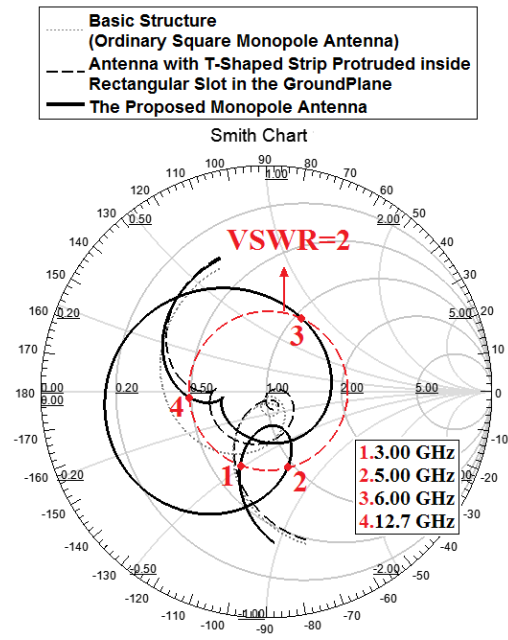 Basic Structure
(Ordinary Square Monopole Antenna)
Antenna with T-Shaped Strip Protruded inside
Rectangular Slot in the GroundPlane
The Proposed Monopole Antenna
Smith Chart
90
100 80
110 1.00 70
120 60
130 0.50 2.00 50
140 VSWR=2 40
150 30
160 0.20 5.00 20
170 3 10
180 0.00 0.20 0.50 1.00 2.00 5.00 0
0.00
4
-170 -10
1 2
1.3.00 GHz
-160 -0.20 2.5.00 GHz
3.6.00 GHz
-150 4.12.7 GHz -30
-140 -40
-130 -0.50 -2.00 -50
-120 -60
-110 -1.00 -70
-100 -80
-90